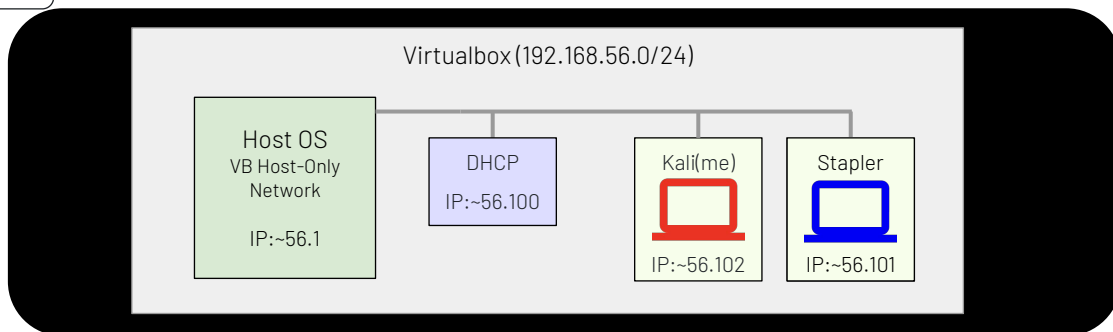 Virtualbox (192.168.56.0/24)
Host OS
VB Host-Only
Network
IP:~56.1
DHCP
IP:~56.100
Kali(me)
IP:~56.102
Stapler
IP:~56.101